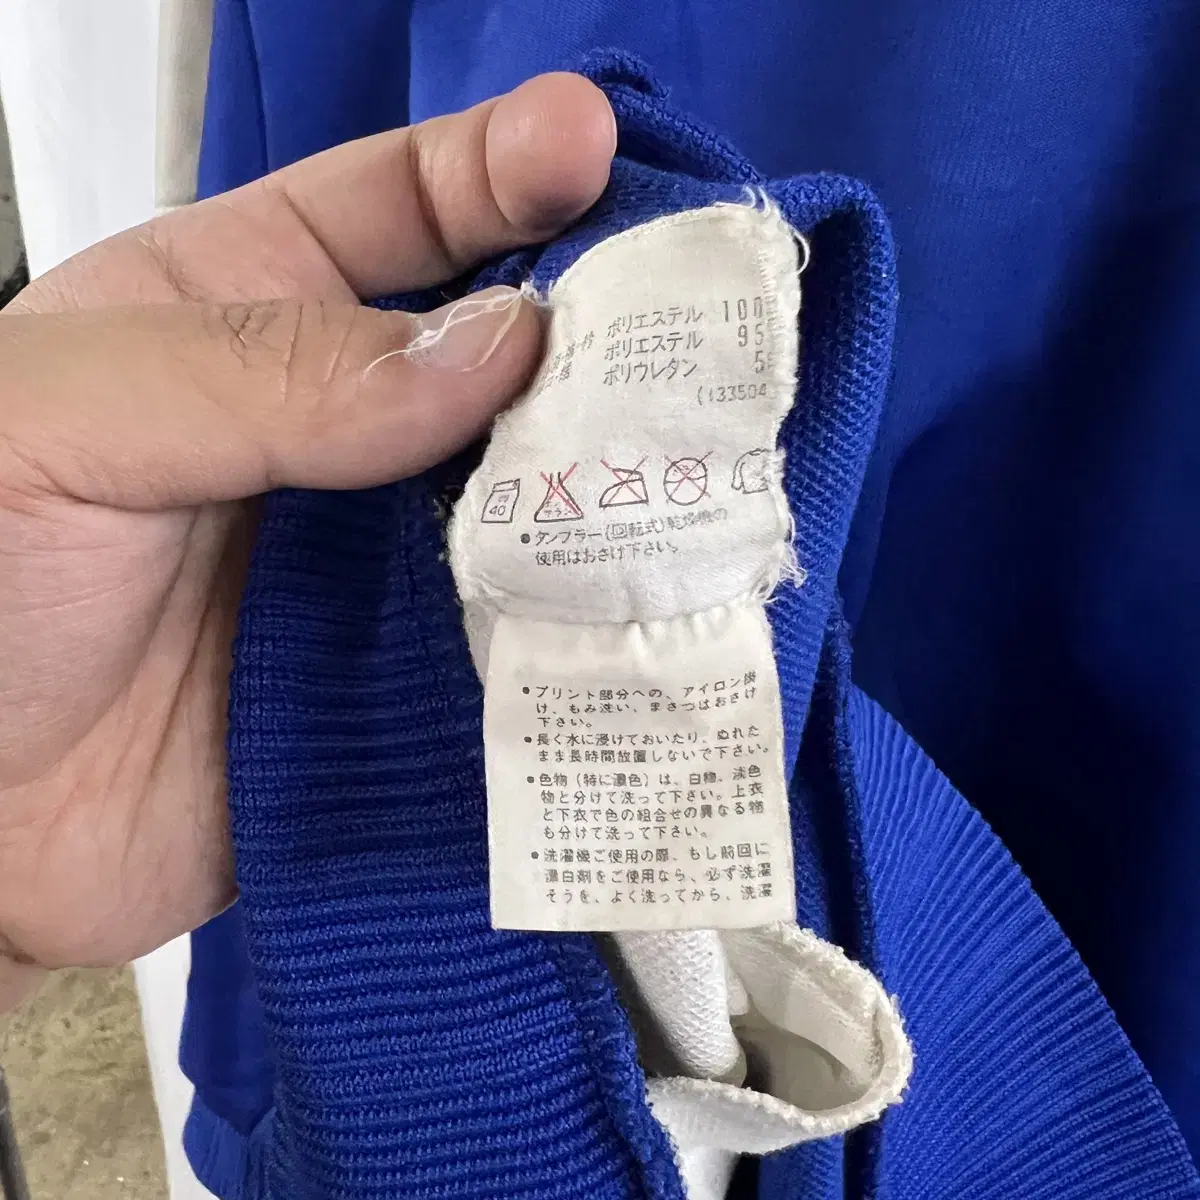 ポリエステル 100
ポリエステル 95
ポリウレタン 5
(133504
40
●タンブラー(回転式)乾燥機の
使用はおさけ下さい。
●プリント部分への、アイロン掛
け、もみ洗い、まさつはおさけ
下さい。
●長く水に浸けておいたり、ぬれた
まま長時間放置しないで下さい。
●色物(特に濃色)は、白物、淡色
物と分けて洗って下さい。上衣
と下衣で色の組合せの異なる物
も分けて洗って下さい。
●洗濯機ご使用の際、もし前回に
漂白剤をご使用なら、必ず洗濯
そうを、よく洗ってから、洗濯